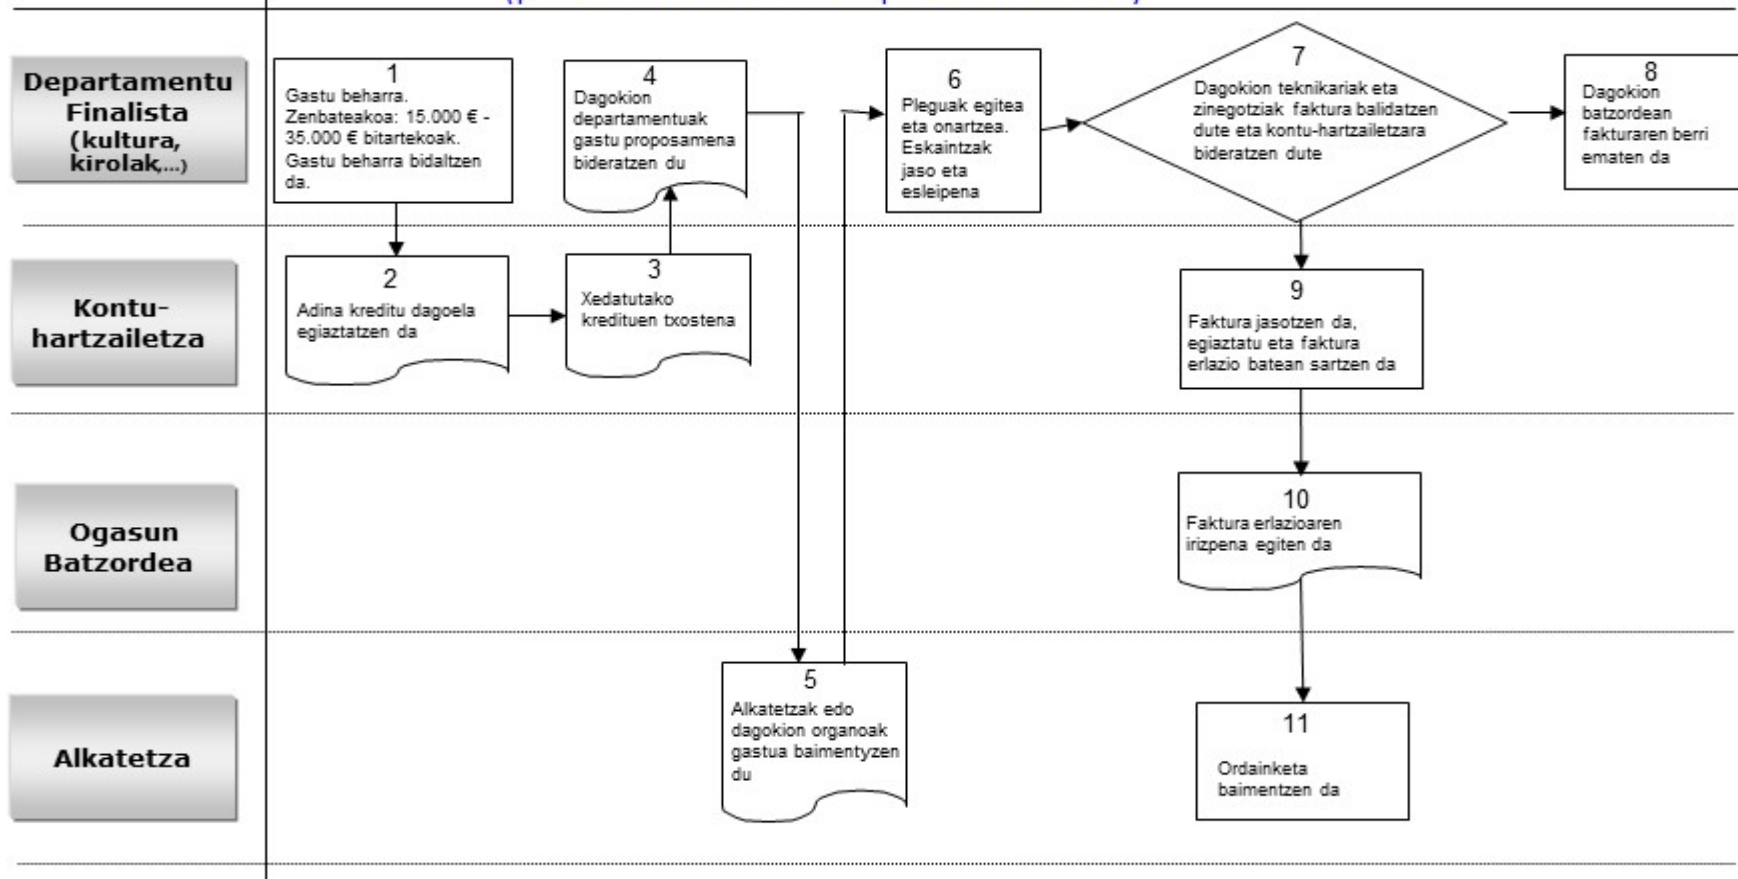 Departamentu
Finalista
(kultura,
kirolak,...)
1
Gastu beharra.
Zenbateakoa: 15.000 € -
35.000 € bitartekoak.
Gastu beharra bidaltzen
da.
4
Dagokion
departamentuak
gastu proposamena
bideratzen du
6
Pleguak egitea
eta onartzea.
Eskaintzak
jaso eta
esleipena
7
Dagokion teknikariak eta
zinegotziak faktura balidatzen
dute eta kontu-hartzailetzara
bideratzen dute
8
Dagokion
batzordean
fakturaren berri
ematen da
Kontu-
hartzailetza
2
Adina kreditu dagoela
egiaztatzen da
3
Xedatutako
kredituen txostena
9
Faktura jasotzen da,
egiaztatu eta faktura
erlazio batean sartzen da
Ogasun
Batzordea
10
Faktura erlazioaren
irizpena egiten da
Alkatetza
5
Alkatetzak edo
dagokion organoak
gastua baimentyzen
du
11
Ordainketa
baimentzen da